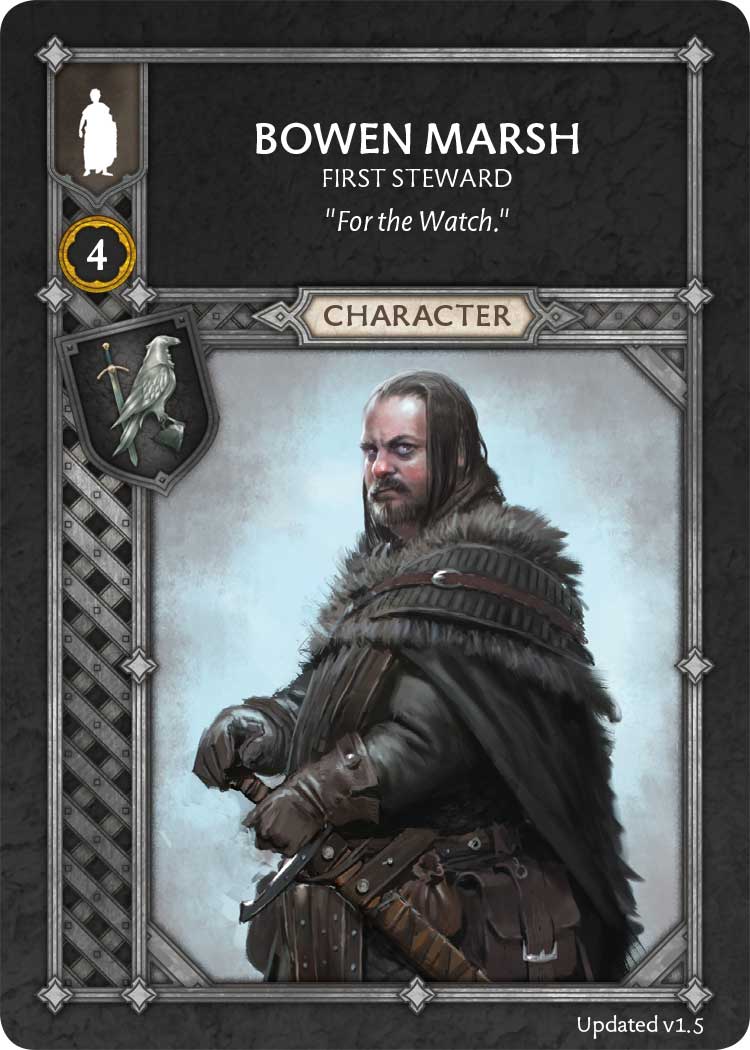 BOWEN MARSH
FIRST STEWARD
"For the Watch."
4
CHARACTER
Updated v1.5